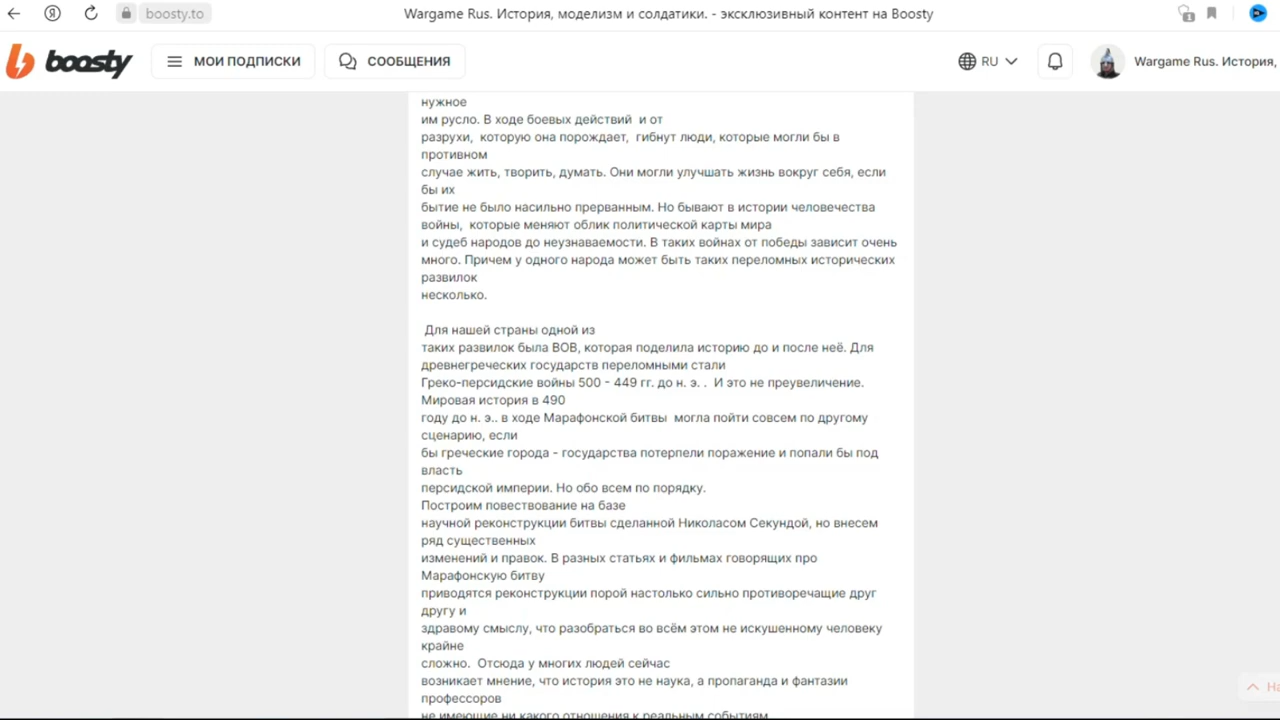 boosty.to
Wargame Rus. История, моделизм и солдатики. - эксклюзивный контент на Boosty
boosty
МОИ ПОДПИСКИ
СООБЩЕНИЯ
RU
Wargame Rus. История,
нужное
им русло. В ходе боевых действий  и от
разрухи,  которую она порождает,  гибнут люди, которые могли бы в
противном
случае жить, творить, думать. Они могли улучшать жизнь вокруг себя, если
бы их
бытие не было насильно прерванным. Но бывают в истории человечества
войны,  которые меняют облик политической карты мира
и судеб народов до неузнаваемости. В таких войнах от победы зависит очень
много. Причем у одного народа может быть таких переломных исторических
развилок
несколько.
Для нашей страны одной из
таких развилок была ВОВ, которая поделила историю до и после неё. Для
древнегреческих государств переломными стали
Греко-персидские войны 500 - 449 гг. до н. э. .  И это не преувеличение.
Мировая история в 490
году до н. э.. в ходе Марафонской битвы  могла пойти совсем по другому
сценарию, если
бы греческие города - государства потерпели поражение и попали бы под
власть
персидской империи. Но обо всем по порядку.
Построим повествование на базе
научной реконструкции битвы сделанной Николасом Секундой, но внесем
ряд существенных
изменений и правок. В разных статьях и фильмах говорящих про
Марафонскую битву
приводятся реконструкции порой настолько сильно противоречащие друг
другу и
здравому смыслу, что разобраться во всём этом не искушенному человеку
крайне
сложно.  Отсюда у многих людей сейчас
возникает мнение, что история это не наука, а пропаганда и фантазии
профессоров
не имеющие ни какого отношения к реальным событиям
На